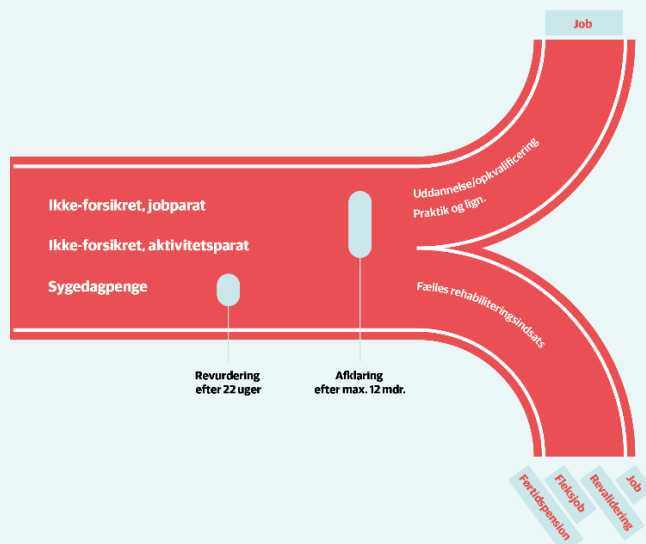 Job
Uddannelse/opkvalificering
Praktik og lign.
Ikke-forsikret, jobparat
Ikke-forsikret, aktivitetsparat
Sygedagpenge
Fælles rehabiliteringsindsats
Revurdering
efter 22 uger
Afklaring
efter max. 12 mdr.
Førtidspension
Fleksjob
Revalidering
Job